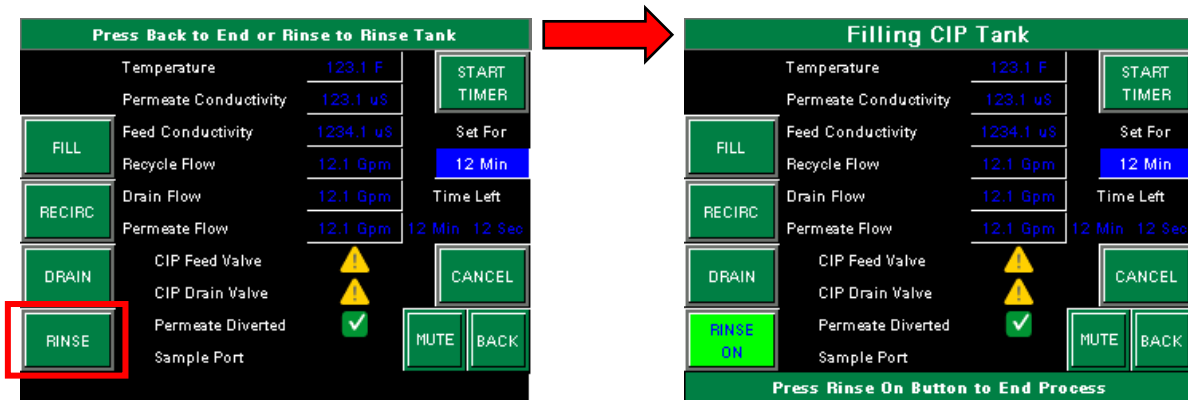 Press Back to End or Rinse to Rinse Tank
Temperature 123.1 F START TIMER
Permeate Conductivity 123.1 uS
Feed Conductivity 1234.1 uS Set For
FILL
Recycle Flow 12.1 Gpm 12 Min
Drain Flow 12.1 Gpm Time Left
RECIRC
Permeate Flow 12.1 Gpm 12 Min 12 Sec
CIP Feed Valve
DRAIN CANCEL
CIP Drain Valve
Permeate Diverted
RINSE MUTE BACK
Sample Port
Filling CIP Tank
Temperature 123.1 F START TIMER
Permeate Conductivity 123.1 uS
Feed Conductivity 1234.1 uS Set For
FILL
Recycle Flow 12.1 Gpm 12 Min
Drain Flow 12.1 Gpm Time Left
RECIRC
Permeate Flow 12.1 Gpm 12 Min 12 Sec
CIP Feed Valve
DRAIN CANCEL
CIP Drain Valve
Permeate Diverted
RINSE ON MUTE BACK
Sample Port
Press Rinse On Button to End Process